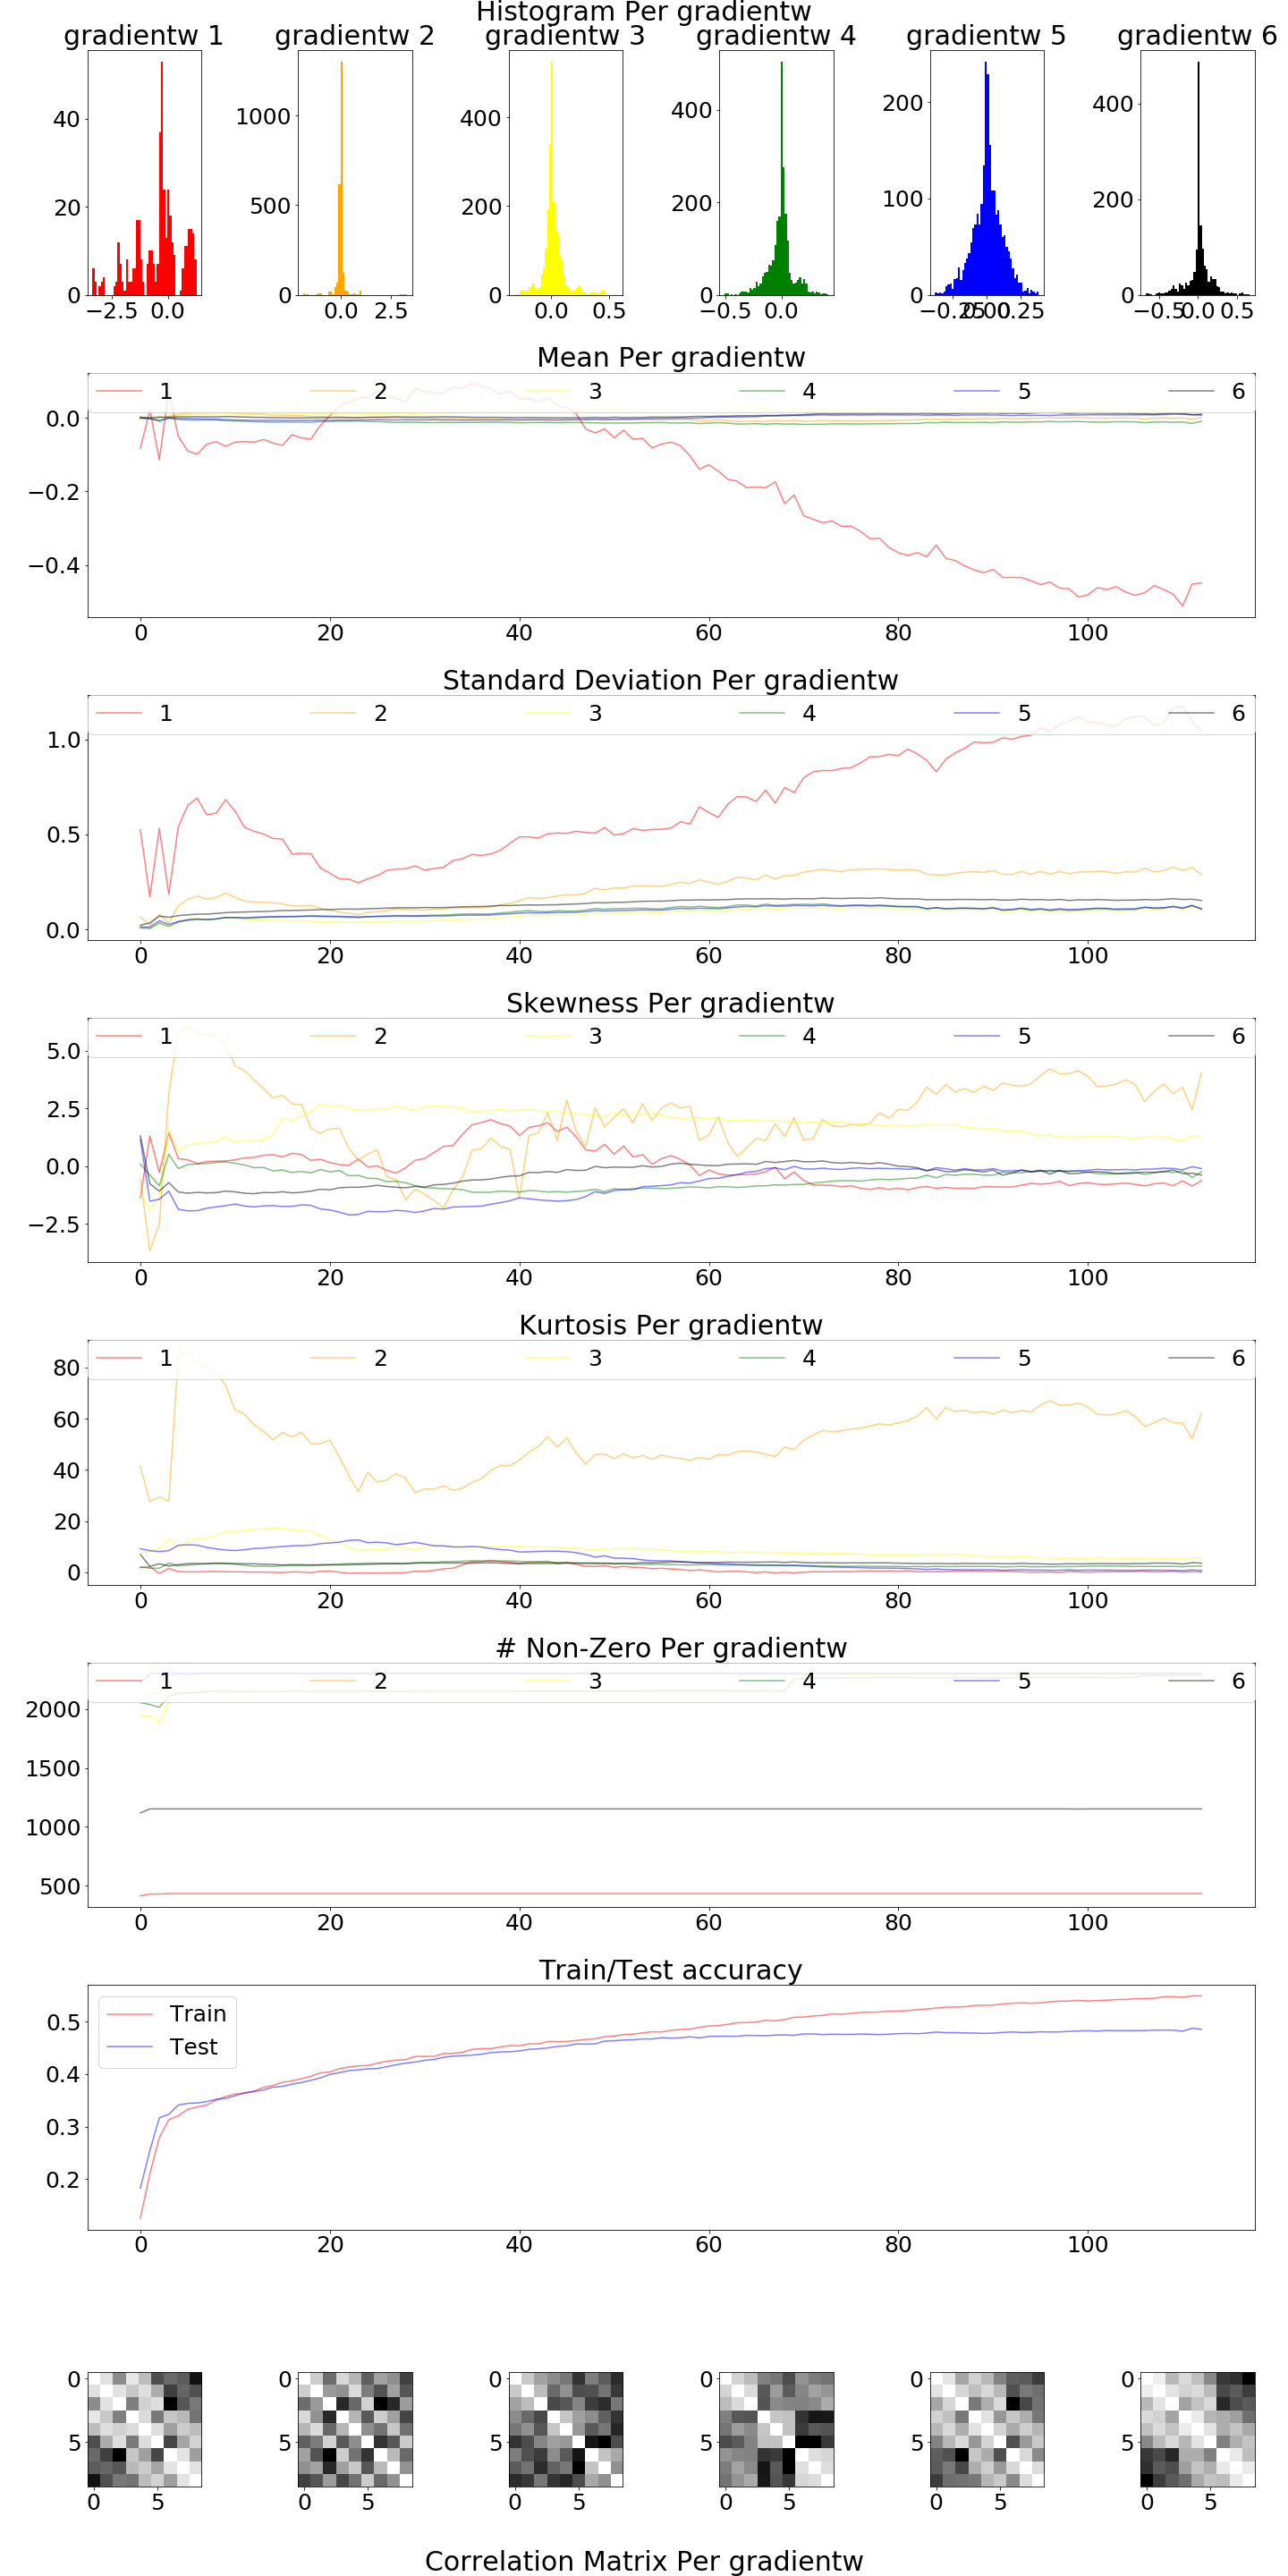 Histogram Per gradientw
gradientw 1 gradientw 2 gradientw 3 gradientw 4 gradientw 5 gradientw 6
40 1000 400 400 200 400
20 500 200 200 100 200
0 0 0 0 0 0
−2.5 0.0 0.0 2.5 0.0 0.5 −0.5 0.0 −0.25 0.00 0.25 −0.5 0.0 0.5
Mean Per gradientw
1 2 3 4 5 6
0.0
−0.2
−0.4
0 20 40 60 80 100
Standard Deviation Per gradientw
1 2 3 4 5 6
1.0
0.5
0.0
0 20 40 60 80 100
Skewness Per gradientw
1 2 3 4 5 6
5.0
2.5
0.0
−2.5
0 20 40 60 80 100
Kurtosis Per gradientw
1 2 3 4 5 6
80
60
40
20
0
0 20 40 60 80 100
# Non-Zero Per gradientw
1 2 3 4 5 6
2000
1500
1000
500
0 20 40 60 80 100
Train/Test accuracy
Train
Test
0.5
0.4
0.3
0.2
0 20 40 60 80 100
0 0 0 0 0 0
5 5 5 5 5 5
0 5 0 5 0 5 0 5 0 5 0 5
Correlation Matrix Per gradientw